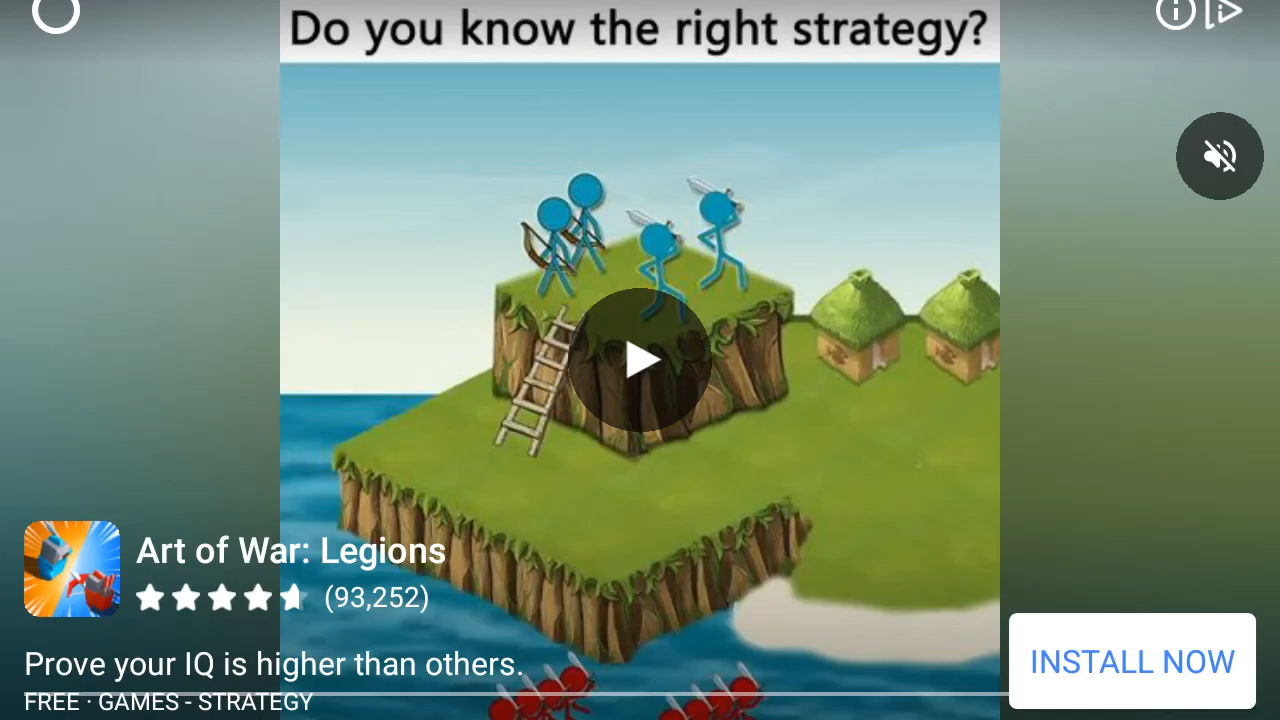 Do you know the right strategy?
Art of War: Legions
(93,252)
Prove your IQ is higher than others.
FREE · GAMES - STRATEGY
INSTALL NOW